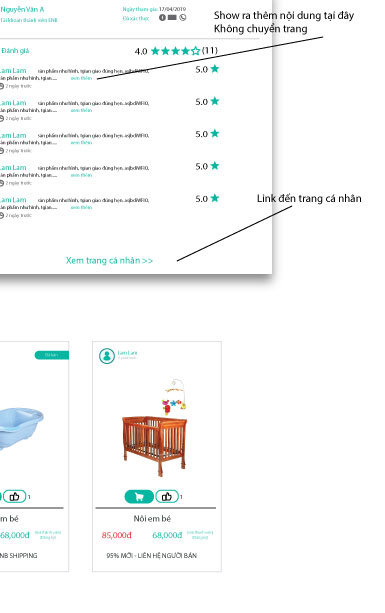 Nguyễn Văn A
Ngày tham gia: 17/04/2019
Tài khoản thành viên SNB
Đã xác thực
Show ra thêm nội dung tại đây
Không chuyển trang
Đánh giá
4.0 (11)
Lam Lam
sản phẩm như hình, tgian giao đúng hẹn.
5.0
sản phẩm như hình, tgian..... xem thêm
2 ngày trước
Lam Lam
sản phẩm như hình, tgian giao đúng hẹn.
5.0
sản phẩm như hình, tgian..... xem thêm
2 ngày trước
Lam Lam
sản phẩm như hình, tgian giao đúng hẹn.
5.0
sản phẩm như hình, tgian..... xem thêm
2 ngày trước
Lam Lam
sản phẩm như hình, tgian giao đúng hẹn.
5.0
sản phẩm như hình, tgian..... xem thêm
2 ngày trước
Lam Lam
sản phẩm như hình, tgian giao đúng hẹn.
5.0
sản phẩm như hình, tgian..... xem thêm
2 ngày trước
Link đến trang cá nhân
Xem trang cá nhân >>
Lam Lam
1
1
m bé
Nôi em bé
68,000đ
85,000đ 68,000đ
NB SHIPPING
95% MỚI - LIÊN HỆ NGƯỜI BÁN